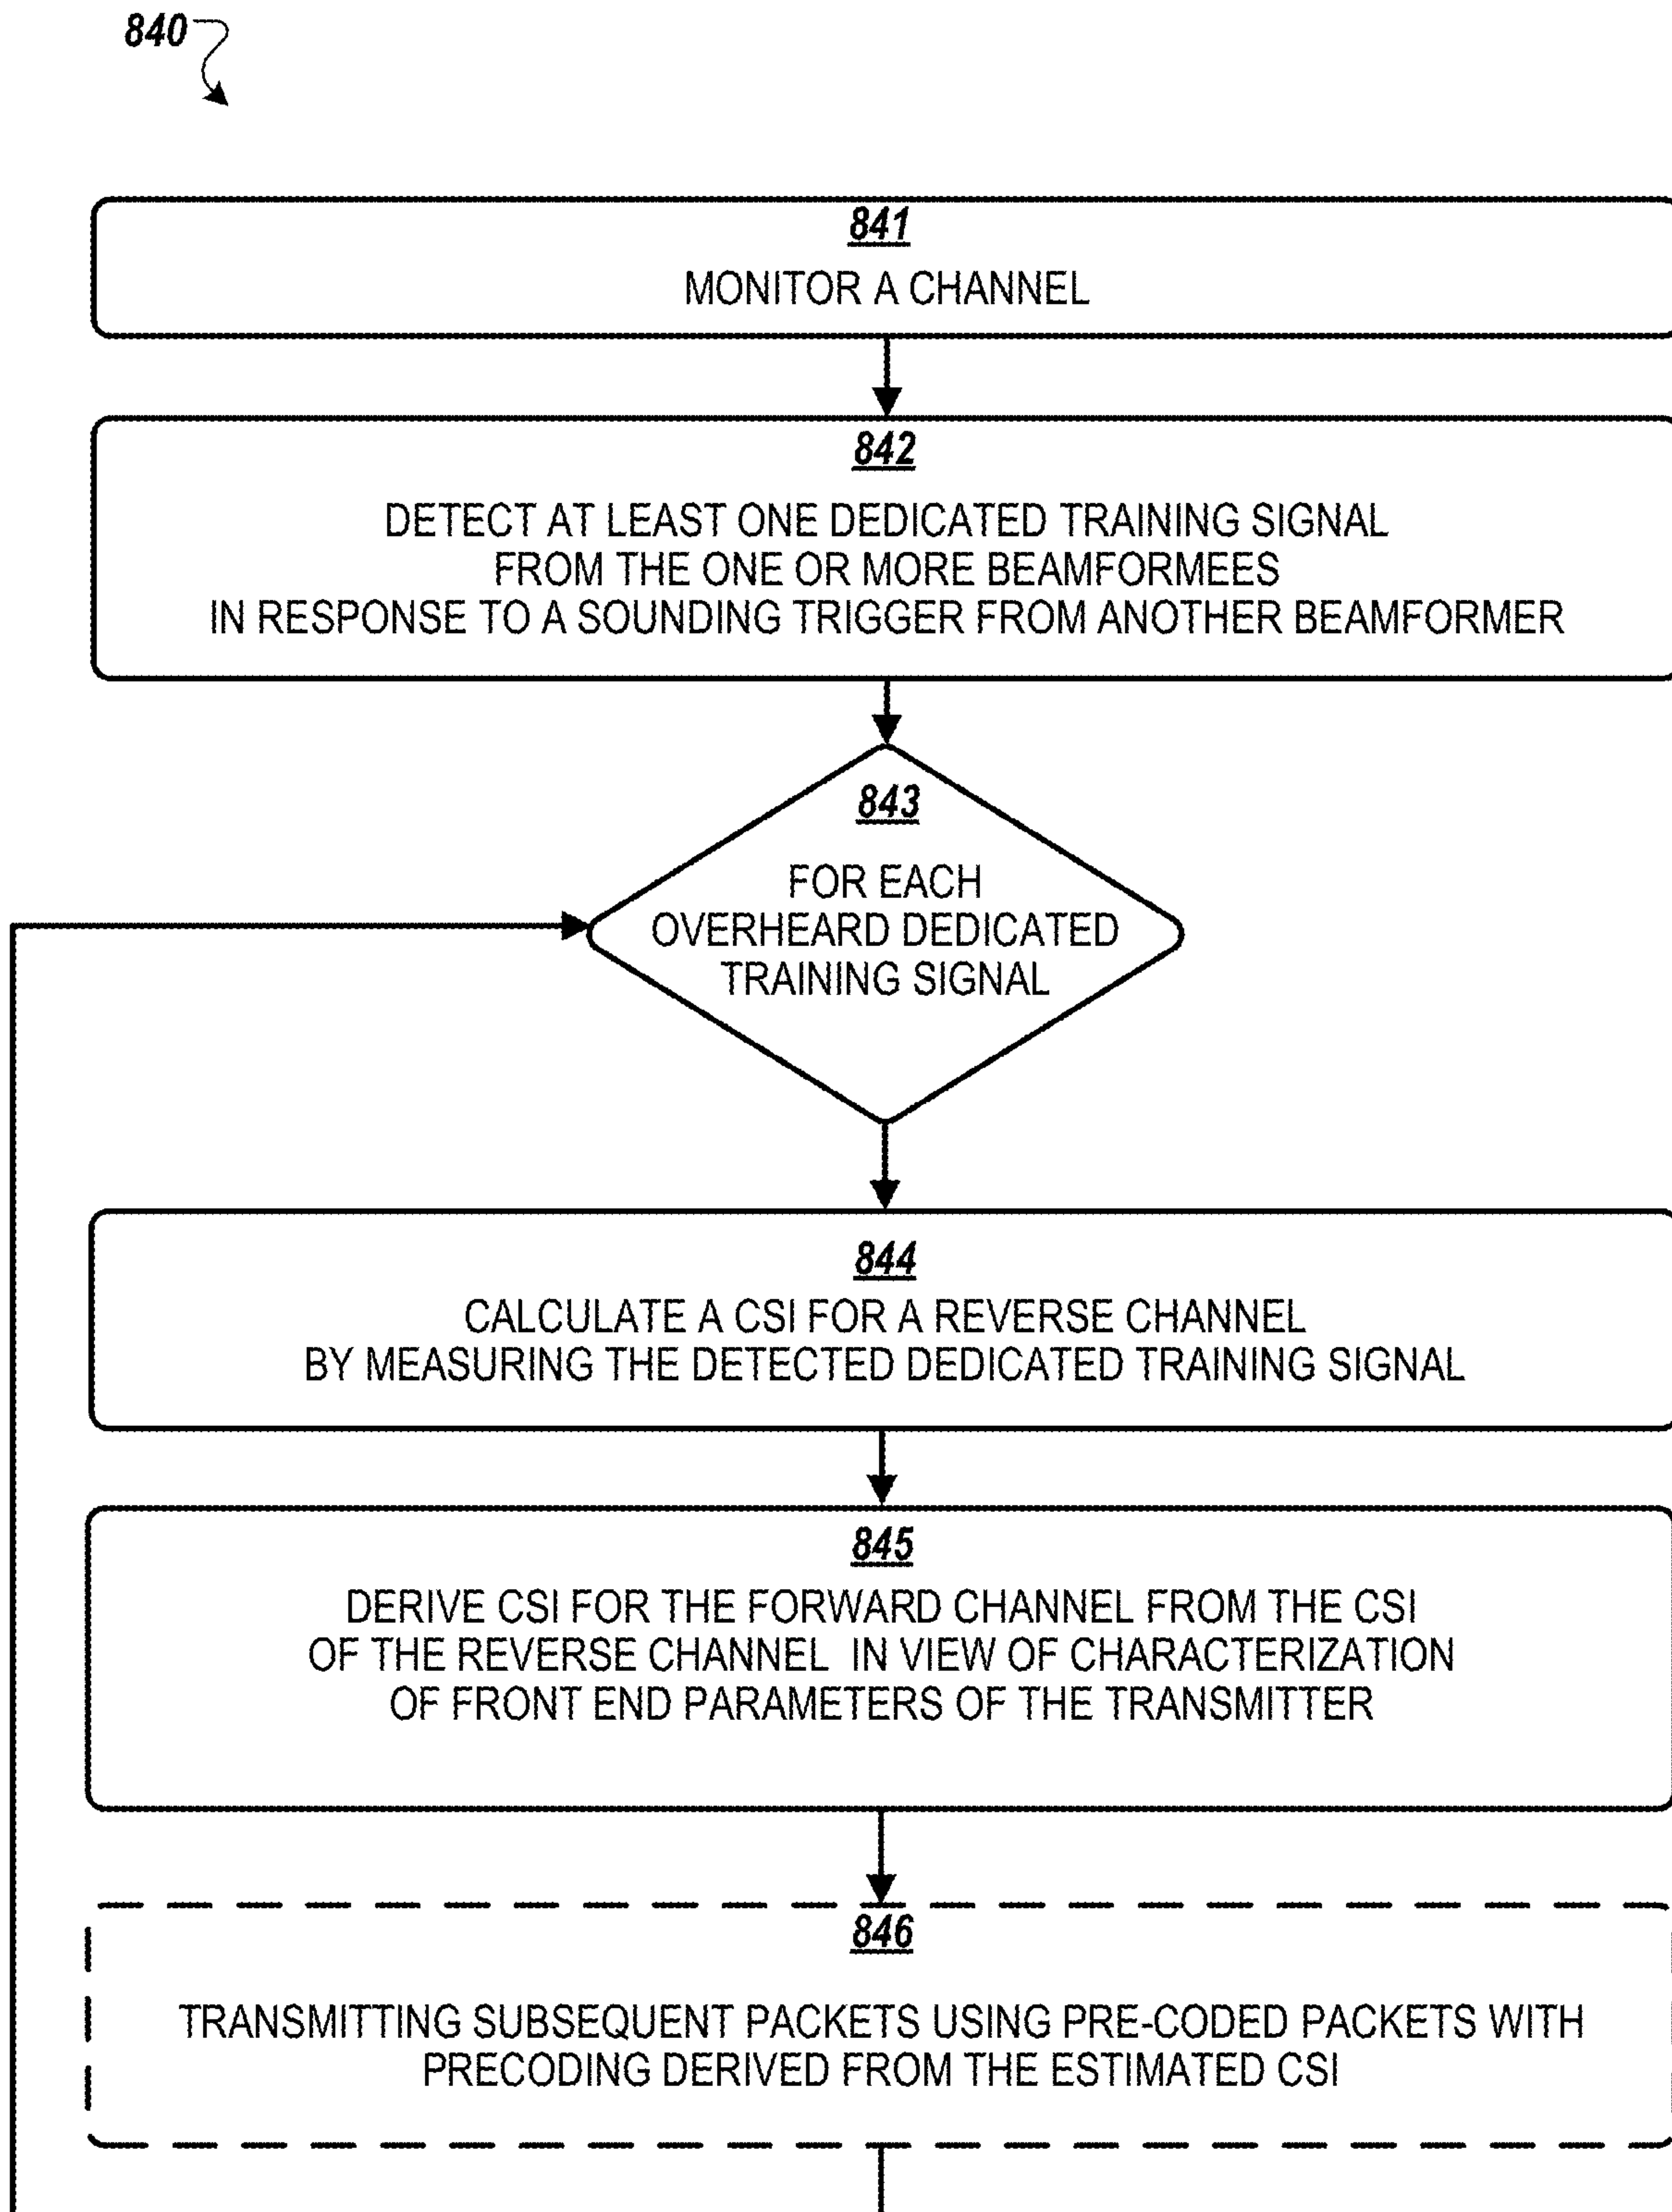 840
841
MONITOR A CHANNEL
842
DETECT AT LEAST ONE DEDICATED TRAINING SIGNAL
FROM THE ONE OR MORE BEAMFORMEES
IN RESPONSE TO A SOUNDING TRIGGER FROM ANOTHER BEAMFORMER
843
FOR EACH
OVERHEARD DEDICATED
TRAINING SIGNAL
844
CALCULATE A CSI FOR A REVERSE CHANNEL
BY MEASURING THE DETECTED DEDICATED TRAINING SIGNAL
845
DERIVE CSI FOR THE FORWARD CHANNEL FROM THE CSI
OF THE REVERSE CHANNEL IN VIEW OF CHARACTERIZATION
OF FRONT END PARAMETERS OF THE TRANSMITTER
846
TRANSMITTING SUBSEQUENT PACKETS USING PRE-CODED PACKETS WITH
PRECODING DERIVED FROM THE ESTIMATED CSI